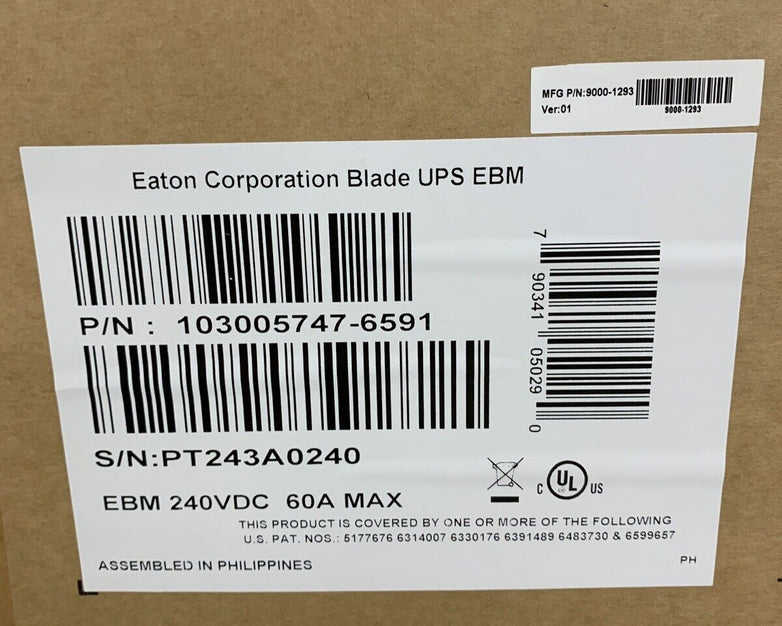 MFG P/N:9000-1293
Ver:01
9000-1293
Eaton Corporation Blade UPS EBM
P/N : 103005747-6591
7 90341 05029 0
S/N:PT243A0240
EBM 240VDC 60A MAX
C UL US
THIS PRODUCT IS COVERED BY ONE OR MORE OF THE FOLLOWING
U.S. PAT. NOS.: 5177676 6314007 6330176 6391489 6483730 & 6599657
ASSEMBLED IN PHILIPPINES
PH